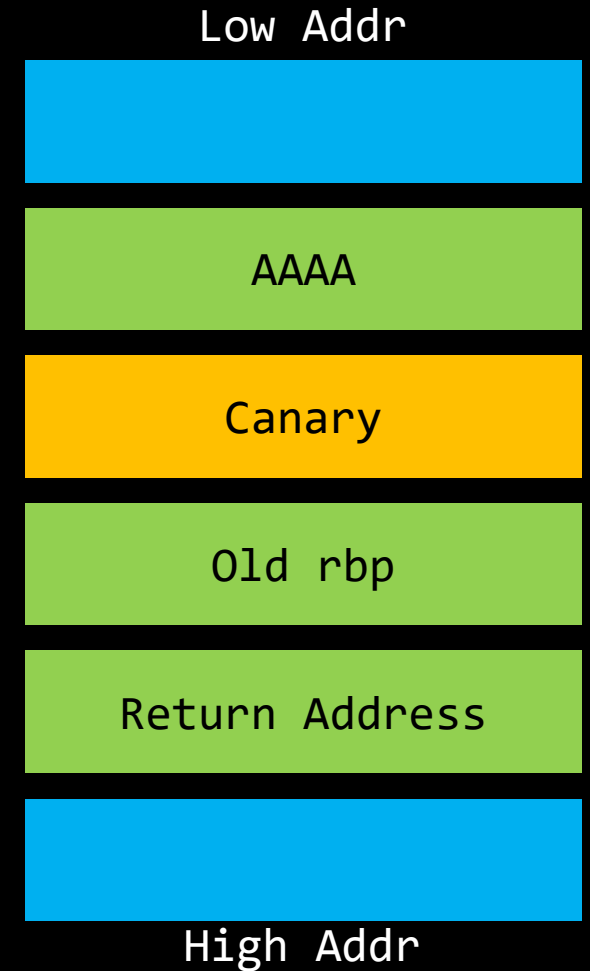 Low Addr
AAAA
Canary
Old rbp
Return Address
High Addr